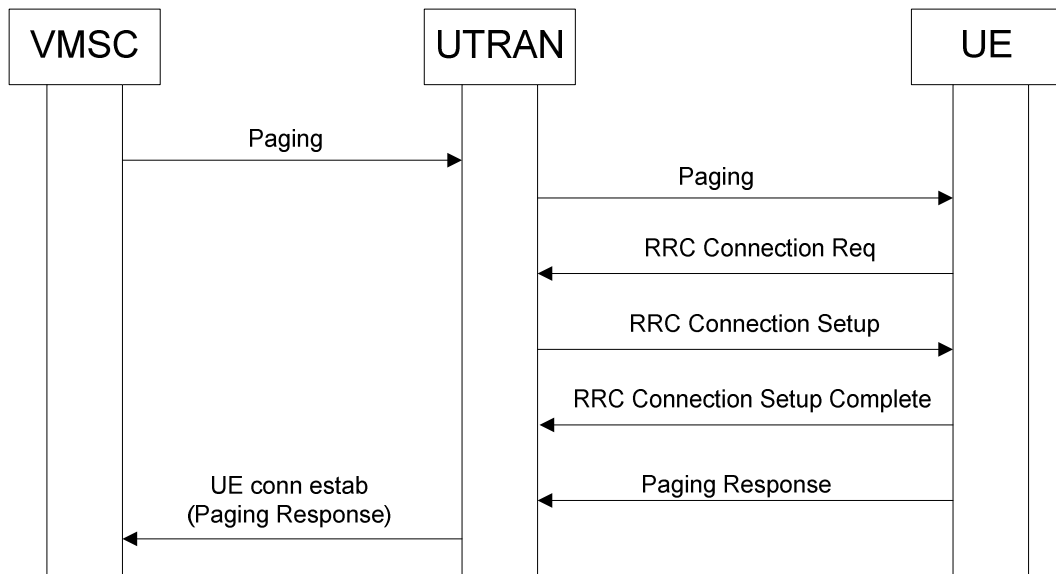 VMSC
UTRAN
UE
Paging
Paging
RRC Connection Req
RRC Connection Setup
RRC Connection Setup Complete
Paging Response
UE conn estab
(Paging Response)